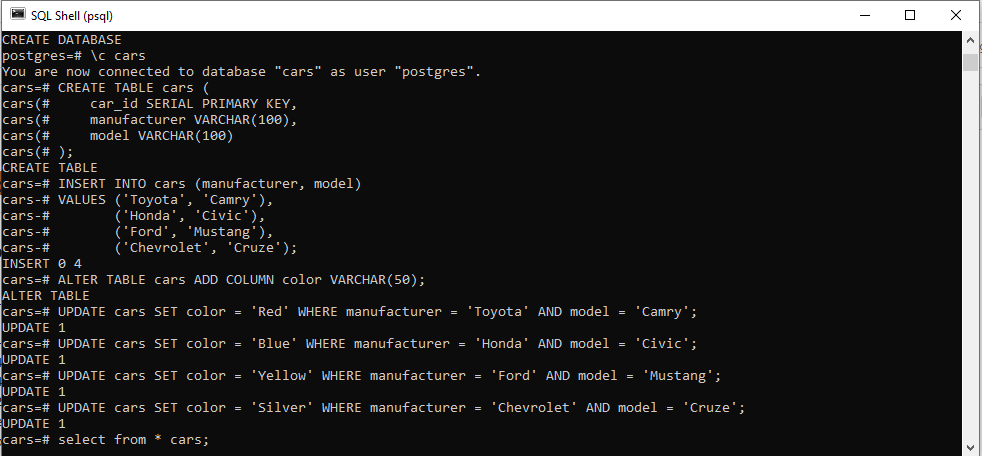 SQL Shell (psql)
CREATE DATABASE
postgres=# \c cars
You are now connected to database "cars" as user "postgres".
cars=# CREATE TABLE cars (
cars(#     car_id SERIAL PRIMARY KEY,
cars(#     manufacturer VARCHAR(100),
cars(#     model VARCHAR(100)
cars(# );
CREATE TABLE
cars=# INSERT INTO cars (manufacturer, model)
cars-# VALUES ('Toyota', 'Camry'),
cars-#        ('Honda', 'Civic'),
cars-#        ('Ford', 'Mustang'),
cars-#        ('Chevrolet', 'Cruze');
INSERT 0 4
cars=# ALTER TABLE cars ADD COLUMN color VARCHAR(50);
ALTER TABLE
cars=# UPDATE cars SET color = 'Red' WHERE manufacturer = 'Toyota' AND model = 'Camry';
UPDATE 1
cars=# UPDATE cars SET color = 'Blue' WHERE manufacturer = 'Honda' AND model = 'Civic';
UPDATE 1
cars=# UPDATE cars SET color = 'Yellow' WHERE manufacturer = 'Ford' AND model = 'Mustang';
UPDATE 1
cars=# UPDATE cars SET color = 'Silver' WHERE manufacturer = 'Chevrolet' AND model = 'Cruze';
UPDATE 1
cars=# select from * cars;